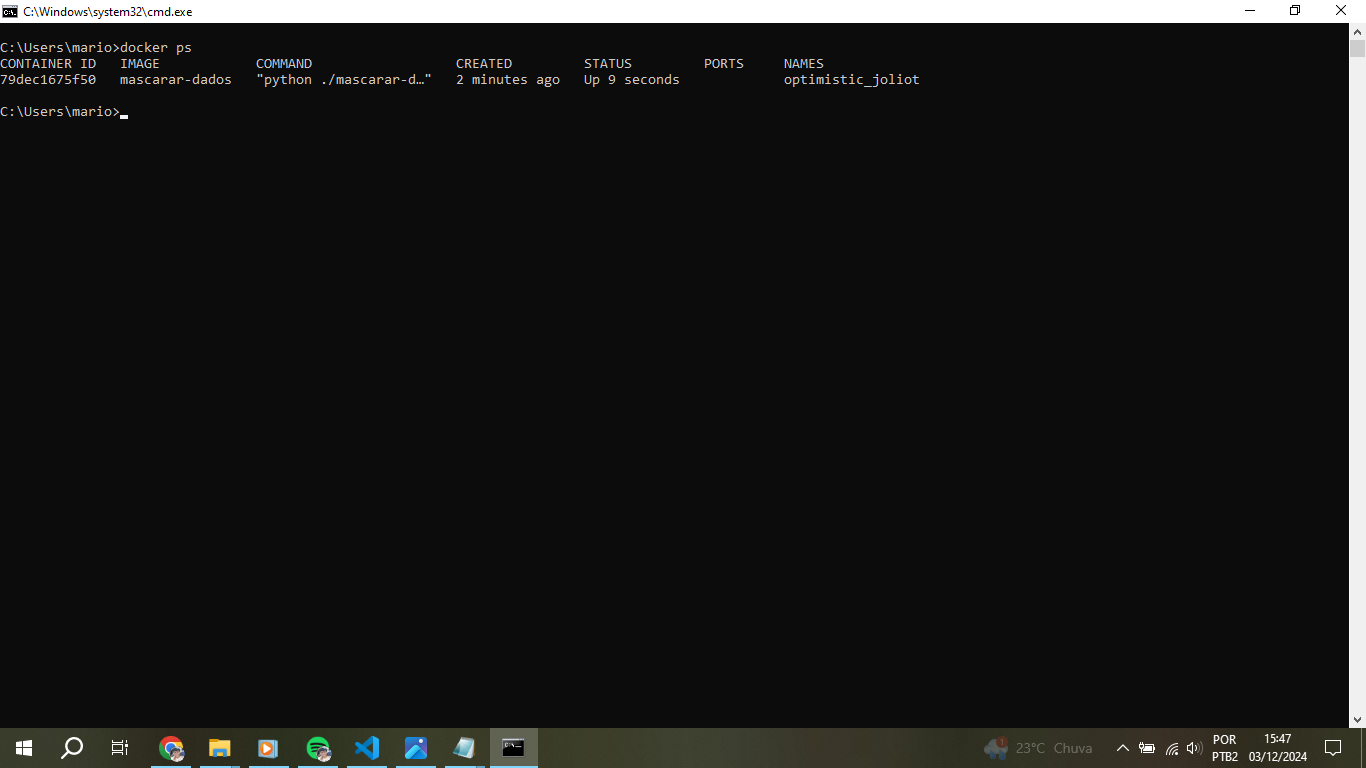 C:\Windows\system32\cmd.exe
C:\Users\mario>docker ps
CONTAINER ID   IMAGE            COMMAND                  CREATED         STATUS         PORTS     NAMES
79dec1675f50   mascarar-dados   "python ./mascarar-d…"   2 minutes ago   Up 9 seconds             optimistic_joliot
C:\Users\mario>
23°C Chuva
POR
PTB2
15:47
03/12/2024